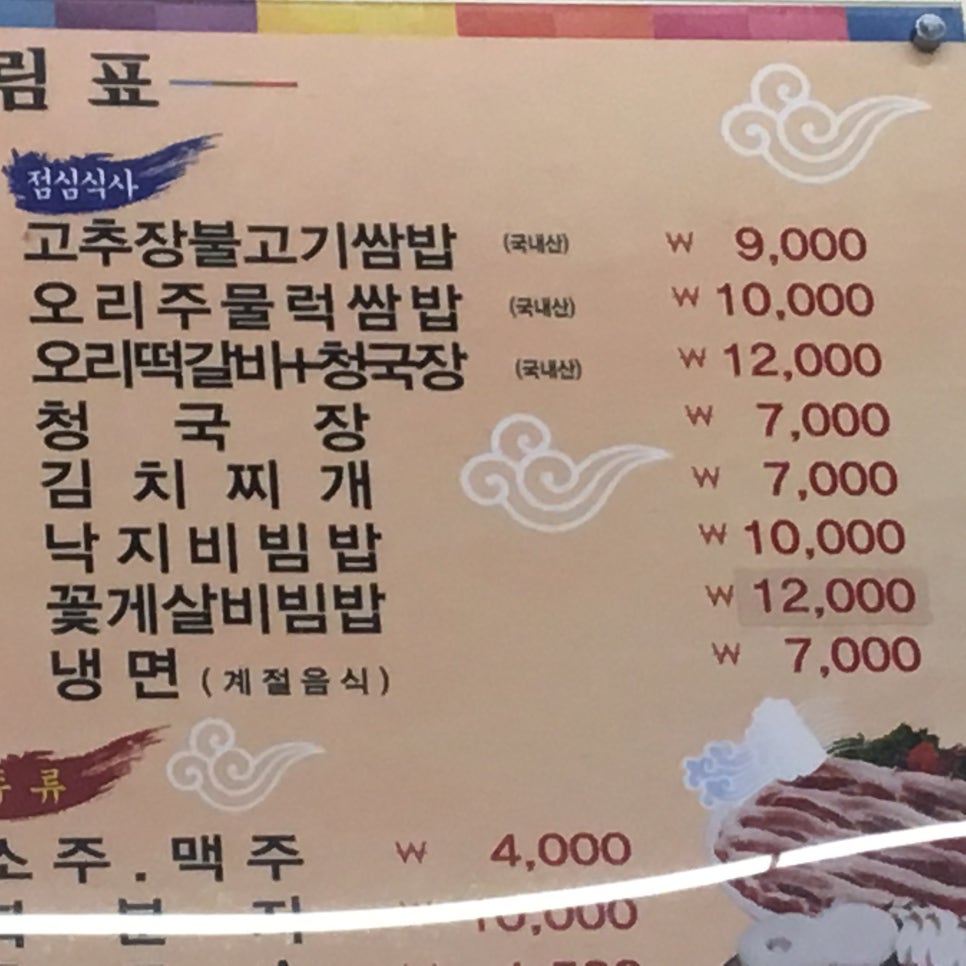 림 표
점심식사
고추장불고기쌈밥 (국내산) ₩ 9,000
오리주물럭쌈밥 (국내산) ₩ 10,000
오리떡갈비+청국장 (국내산) ₩ 12,000
청국장 ₩ 7,000
김치찌개 ₩ 7,000
낙지비빔밥 ₩ 10,000
꽃게살비빔밥 ₩ 12,000
냉면 (계절음식) ₩ 7,000
류
소주.맥주 ₩ 4,000